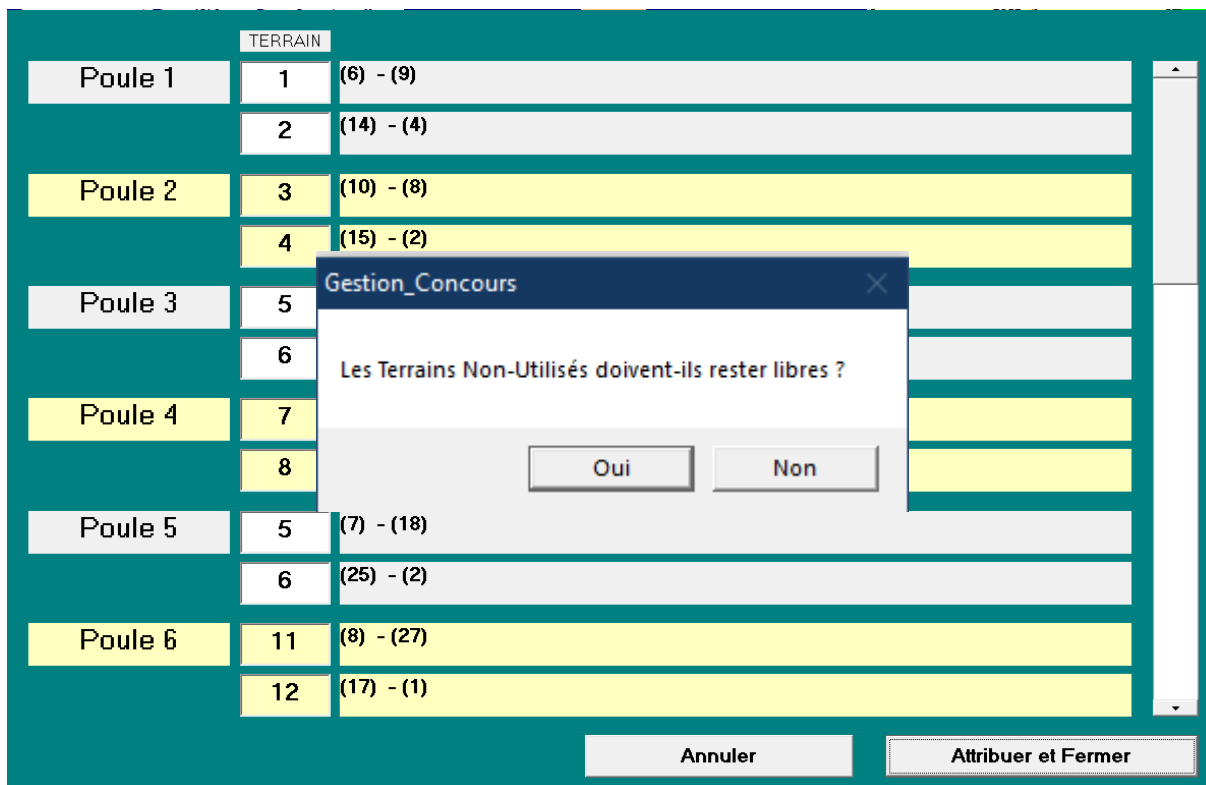 TERRAIN
Poule 1 1 (6) - (9)
2 (14) - (4)
Poule 2 3 (10) - (8)
4 (15) - (2)
Gestion_Concours
Poule 3 5
6
Les Terrains Non-Utilisés doivent-ils rester libres ?
Poule 4 7
8
Oui Non
Poule 5 5 (7) - (18)
6 (25) - (2)
Poule 6 11 (8) - (27)
12 (17) - (1)
Annuler Attribuer et Fermer